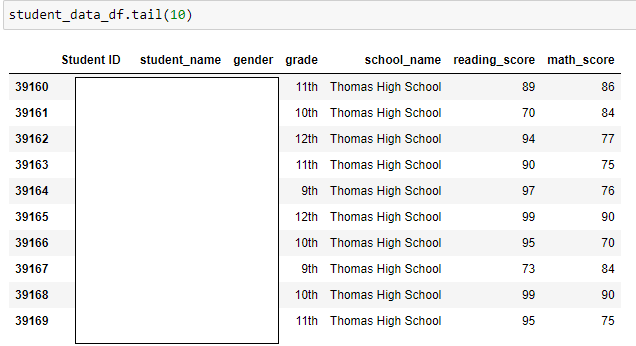 student_data_df.tail(10)
Student ID student_name gender grade school_name reading_score math_score
39160 11th Thomas High School 89 86
39161 10th Thomas High School 70 84
39162 12th Thomas High School 94 77
39163 11th Thomas High School 90 75
39164 9th Thomas High School 97 76
39165 12th Thomas High School 99 90
39166 10th Thomas High School 95 70
39167 9th Thomas High School 73 84
39168 10th Thomas High School 99 90
39169 11th Thomas High School 95 75